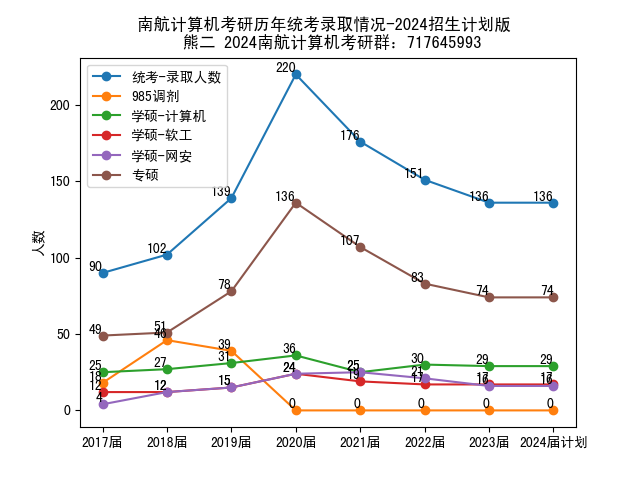 南航计算机考研历年统考录取情况-2024招生计划版
熊二 2024南航计算机考研群：717645993
统考-录取人数
985调剂
学硕-计算机
学硕-软工
学硕-网安
专硕
人数
200
150
100
50
0
90 102 139 220 176 151 136 136
49 51 78 136 107 83 74 74
18 46 39 0 0 0 0 0
25 27 31 36 25 30 29 29
12 12 15 24 19 17 17 17
4 12 15 24 25 21 16 16
2017届 2018届 2019届 2020届 2021届 2022届 2023届 2024届计划